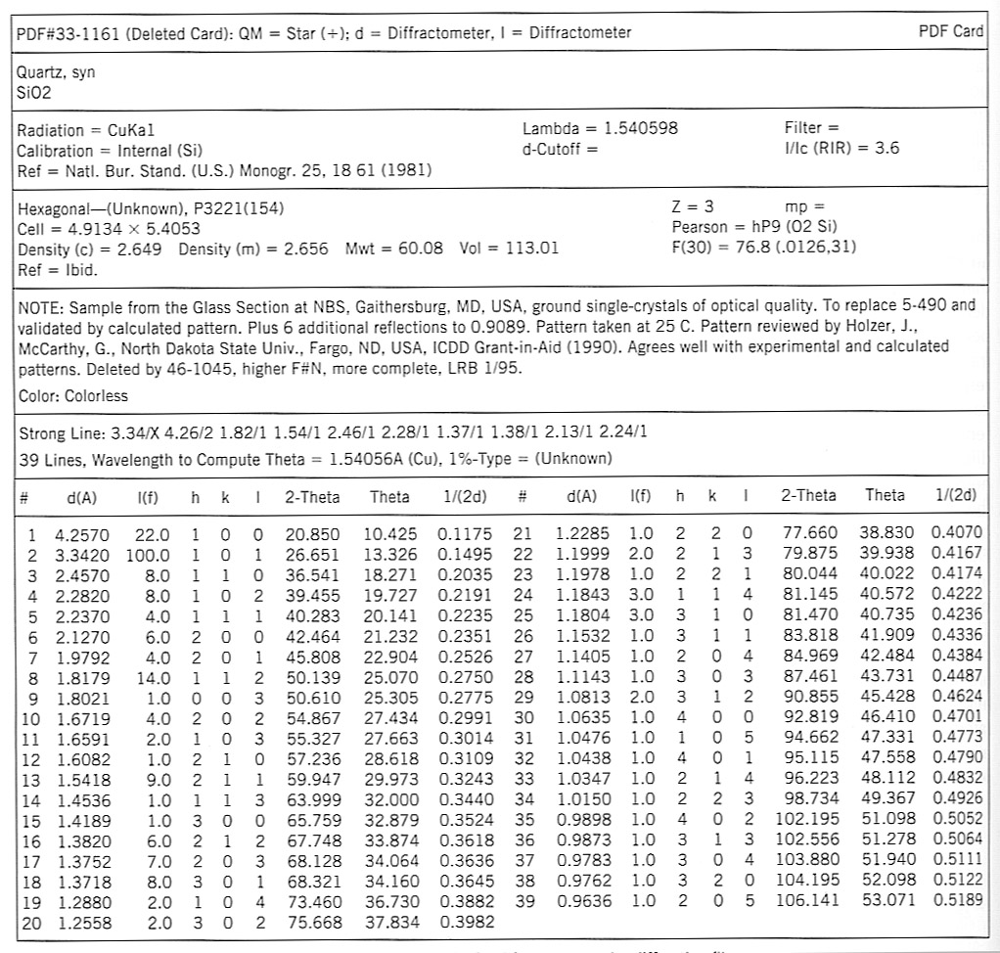 PDF#33-1161 (Deleted Card): QM = Star (+); d = Diffractometer, I = Diffractometer PDF Card
Quartz, syn
SiO2
Radiation = CuKa1 Lambda = 1.540598 Filter =
Calibration = Internal (Si) d-Cutoff = I/Ic (RIR) = 3.6
Ref = Natl. Bur. Stand. (U.S.) Monogr. 25, 18 61 (1981)
Hexagonal—(Unknown), P3221(154) Z = 3 mp =
Cell = 4.9134 × 5.4053 Pearson = hP9 (O2 Si)
Density (c) = 2.649 Density (m) = 2.656 Mwt = 60.08 Vol = 113.01 F(30) = 76.8 (.0126,31)
Ref = Ibid.
NOTE: Sample from the Glass Section at NBS, Gaithersburg, MD, USA, ground single-crystals of optical quality. To replace 5-490 and
validated by calculated pattern. Plus 6 additional reflections to 0.9089. Pattern taken at 25 C. Pattern reviewed by Holzer, J.,
McCarthy, G., North Dakota State Univ., Fargo, ND, USA, ICDD Grant-in-Aid (1990). Agrees well with experimental and calculated
patterns. Deleted by 46-1045, higher F#N, more complete, LRB 1/95.
Color: Colorless
Strong Line: 3.34/X 4.26/2 1.82/1 1.54/1 2.46/1 2.28/1 1.37/1 1.38/1 2.13/1 2.24/1
39 Lines, Wavelength to Compute Theta = 1.54056A (Cu), 1%-Type = (Unknown)
# d(A) I(f) h k l 2-Theta Theta 1/(2d) # d(A) I(f) h k l 2-Theta Theta 1/(2d)
1 4.2570 22.0 1 0 0 20.850 10.425 0.1175 21 1.2285 1.0 2 2 0 77.660 38.830 0.4070
2 3.3420 100.0 1 0 1 26.651 13.326 0.1495 22 1.1999 2.0 2 1 3 79.875 39.938 0.4167
3 2.4570 8.0 1 1 0 36.541 18.271 0.2035 23 1.1978 1.0 2 2 1 80.044 40.022 0.4174
4 2.2820 8.0 1 0 2 39.455 19.727 0.2191 24 1.1843 3.0 1 1 4 81.145 40.572 0.4222
5 2.2370 4.0 1 1 1 40.283 20.141 0.2235 25 1.1804 3.0 3 1 0 81.470 40.735 0.4236
6 2.1270 6.0 2 0 0 42.464 21.232 0.2351 26 1.1532 1.0 3 1 1 83.818 41.909 0.4336
7 1.9792 4.0 2 0 1 45.808 22.904 0.2526 27 1.1405 1.0 2 0 4 84.969 42.484 0.4384
8 1.8179 14.0 1 1 2 50.139 25.070 0.2750 28 1.1143 1.0 3 0 3 87.461 43.731 0.4487
9 1.8021 1.0 0 0 3 50.610 25.305 0.2775 29 1.0813 2.0 3 1 2 90.855 45.428 0.4624
10 1.6719 4.0 2 0 2 54.867 27.434 0.2991 30 1.0635 1.0 4 0 0 92.819 46.410 0.4701
11 1.6591 2.0 1 0 3 55.327 27.663 0.3014 31 1.0476 1.0 1 0 5 94.662 47.331 0.4773
12 1.6082 1.0 2 1 0 57.236 28.618 0.3109 32 1.0438 1.0 4 0 1 95.115 47.558 0.4790
13 1.5418 9.0 2 1 1 59.947 29.973 0.3243 33 1.0347 1.0 2 1 4 96.223 48.112 0.4832
14 1.4536 1.0 1 1 3 63.999 32.000 0.3440 34 1.0150 1.0 2 2 3 98.734 49.367 0.4926
15 1.4189 1.0 3 0 0 65.759 32.879 0.3524 35 0.9898 1.0 4 0 2 102.195 51.098 0.5052
16 1.3820 6.0 2 1 2 67.748 33.874 0.3618 36 0.9873 1.0 3 1 3 102.556 51.278 0.5064
17 1.3752 7.0 2 0 3 68.128 34.064 0.3636 37 0.9783 1.0 3 0 4 103.880 51.940 0.5111
18 1.3718 8.0 3 0 1 68.321 34.160 0.3645 38 0.9762 1.0 3 2 0 104.195 52.098 0.5122
19 1.2880 2.0 1 0 4 73.460 36.730 0.3882 39 0.9636 1.0 2 0 5 106.141 53.071 0.5189
20 1.2558 2.0 3 0 2 75.668 37.834 0.3982